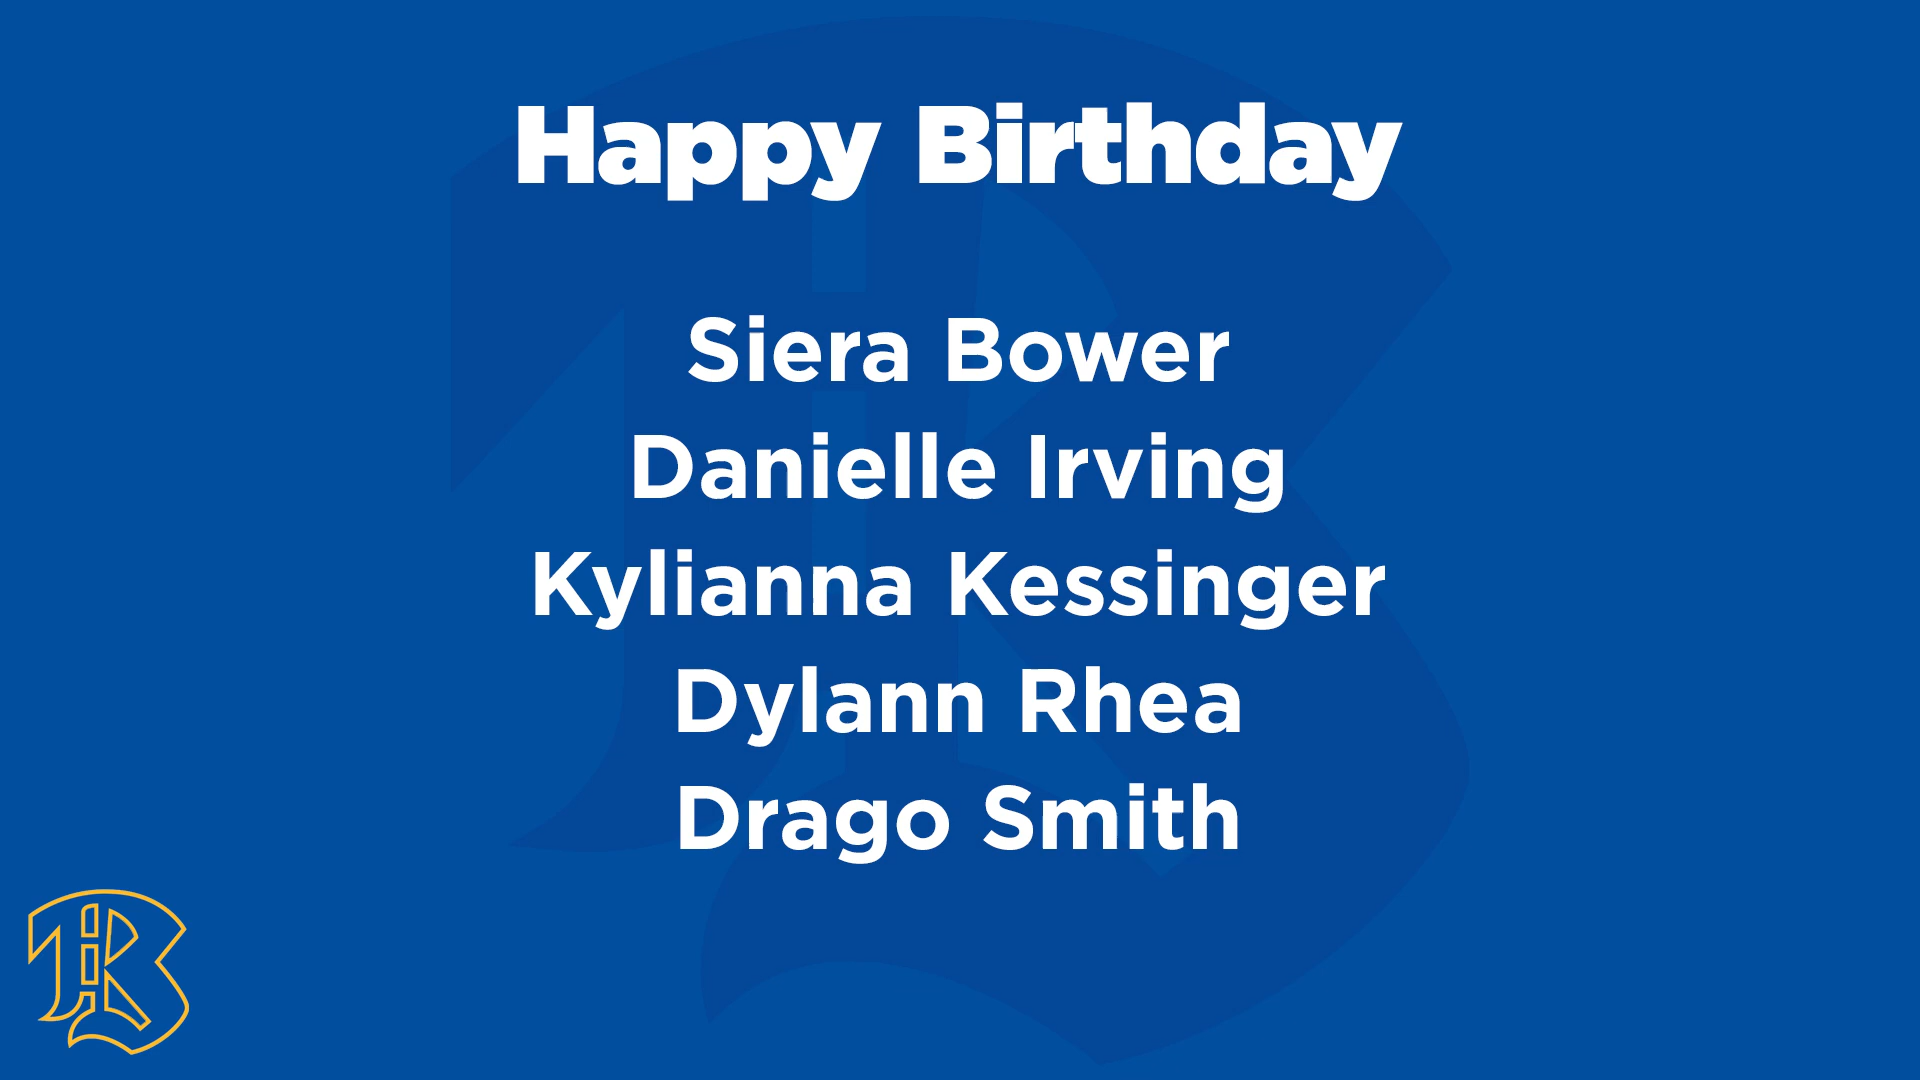 Happy Birthday
Siera Bower
Danielle Irving
Kylianna Kessinger
Dylann Rhea
Drago Smith